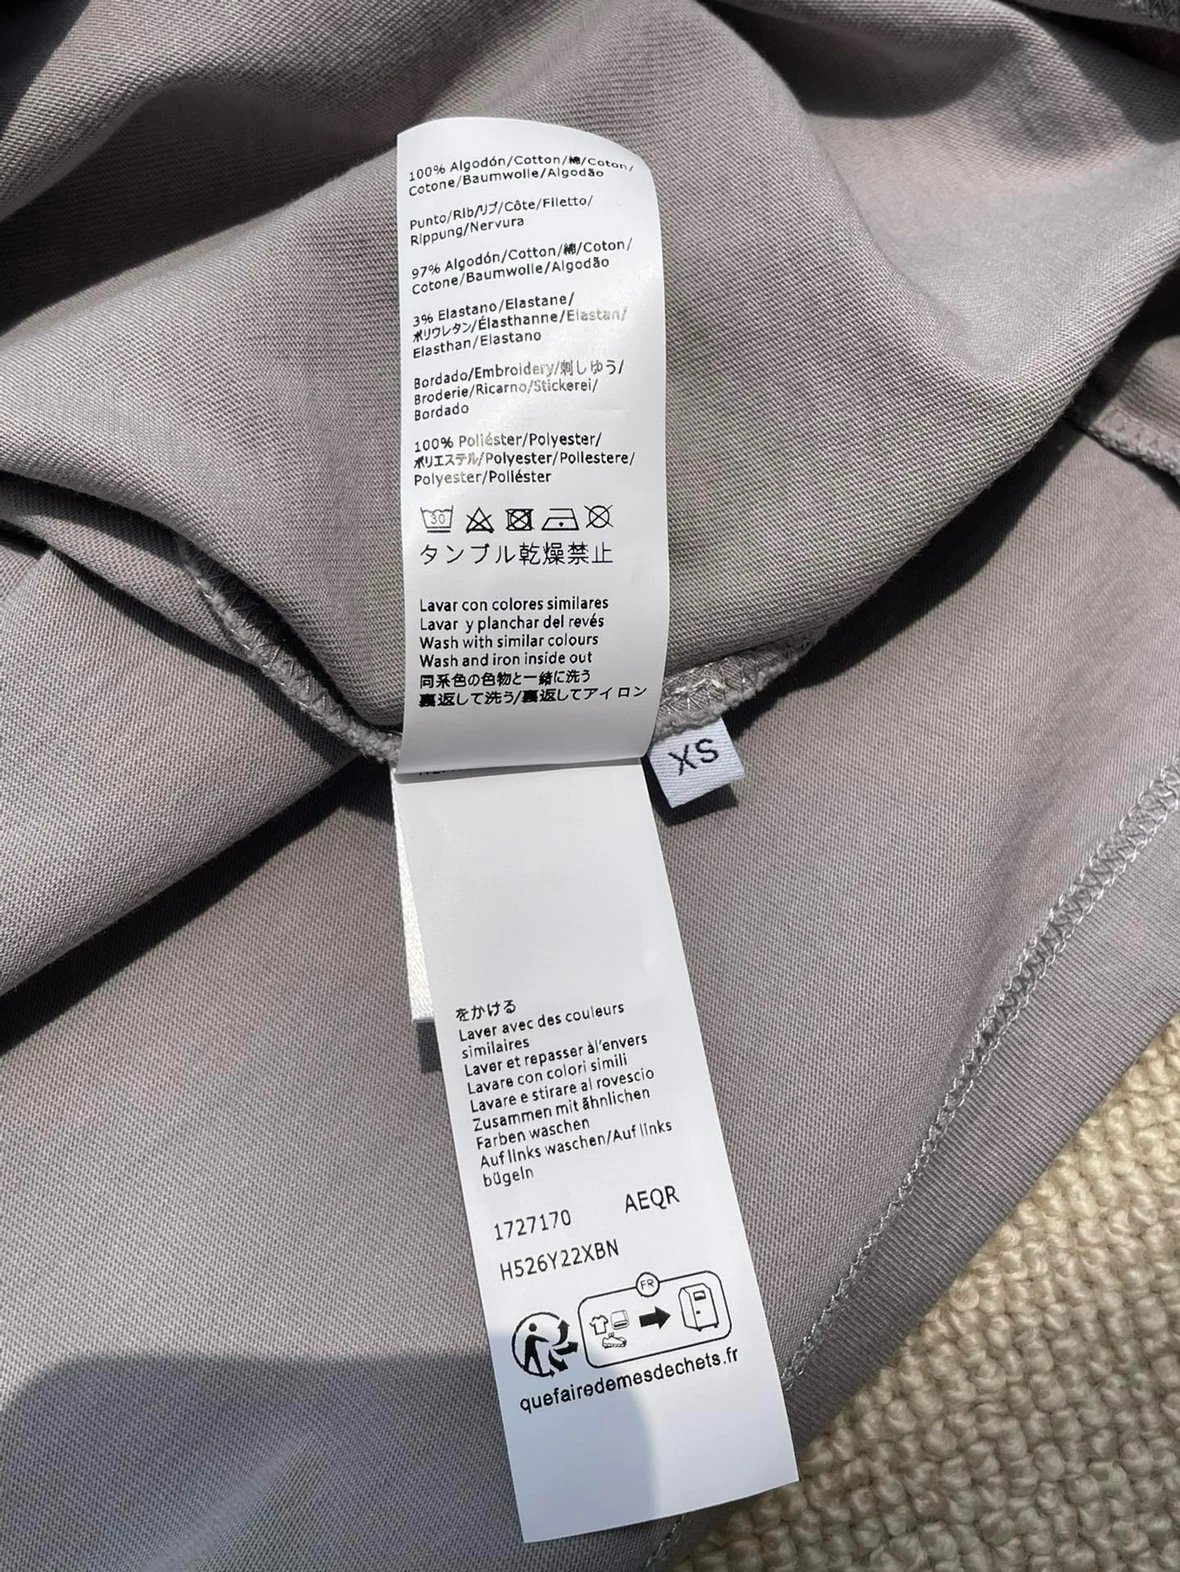 100% Algodón/Cotton/綿/Coton/
Cotone/Baumwolle/Algodão
Punto/Rib/リブ/Côte/Filetto/
Rippung/Nervura
97% Algodón/Cotton/綿/Coton/
Cotone/Baumwolle/Algodão
3% Elastano/Elastane/
ポリウレタン/Élasthanne/Elastan/
Elasthan/Elastano
Bordado/Embroidery/刺しゆう/
Broderie/Ricarno/Stickerei/
Bordado
100% Poliéster/Polyester/
ポリエステル/Polyester/Poliestere/
Polyester/Poliéster
30
タンブル乾燥禁止
Lavar con colores similares
Lavar y planchar del revés
Wash with similar colours
Wash and iron inside out
同系色の色物と一緒に洗う
裏返して洗う/裏返してアイロン
XS
をかける
Laver avec des couleurs
similaires
Laver et repasser àl'envers
Lavare con colori simili
Lavare e stirare al rovescio
Zusammen mit ãhnlichen
Farben waschen
Auf links waschen/Auf links
bügeln
1727170 AEQR
H526Y22XBN
FR
quefairedemesdechets.fr